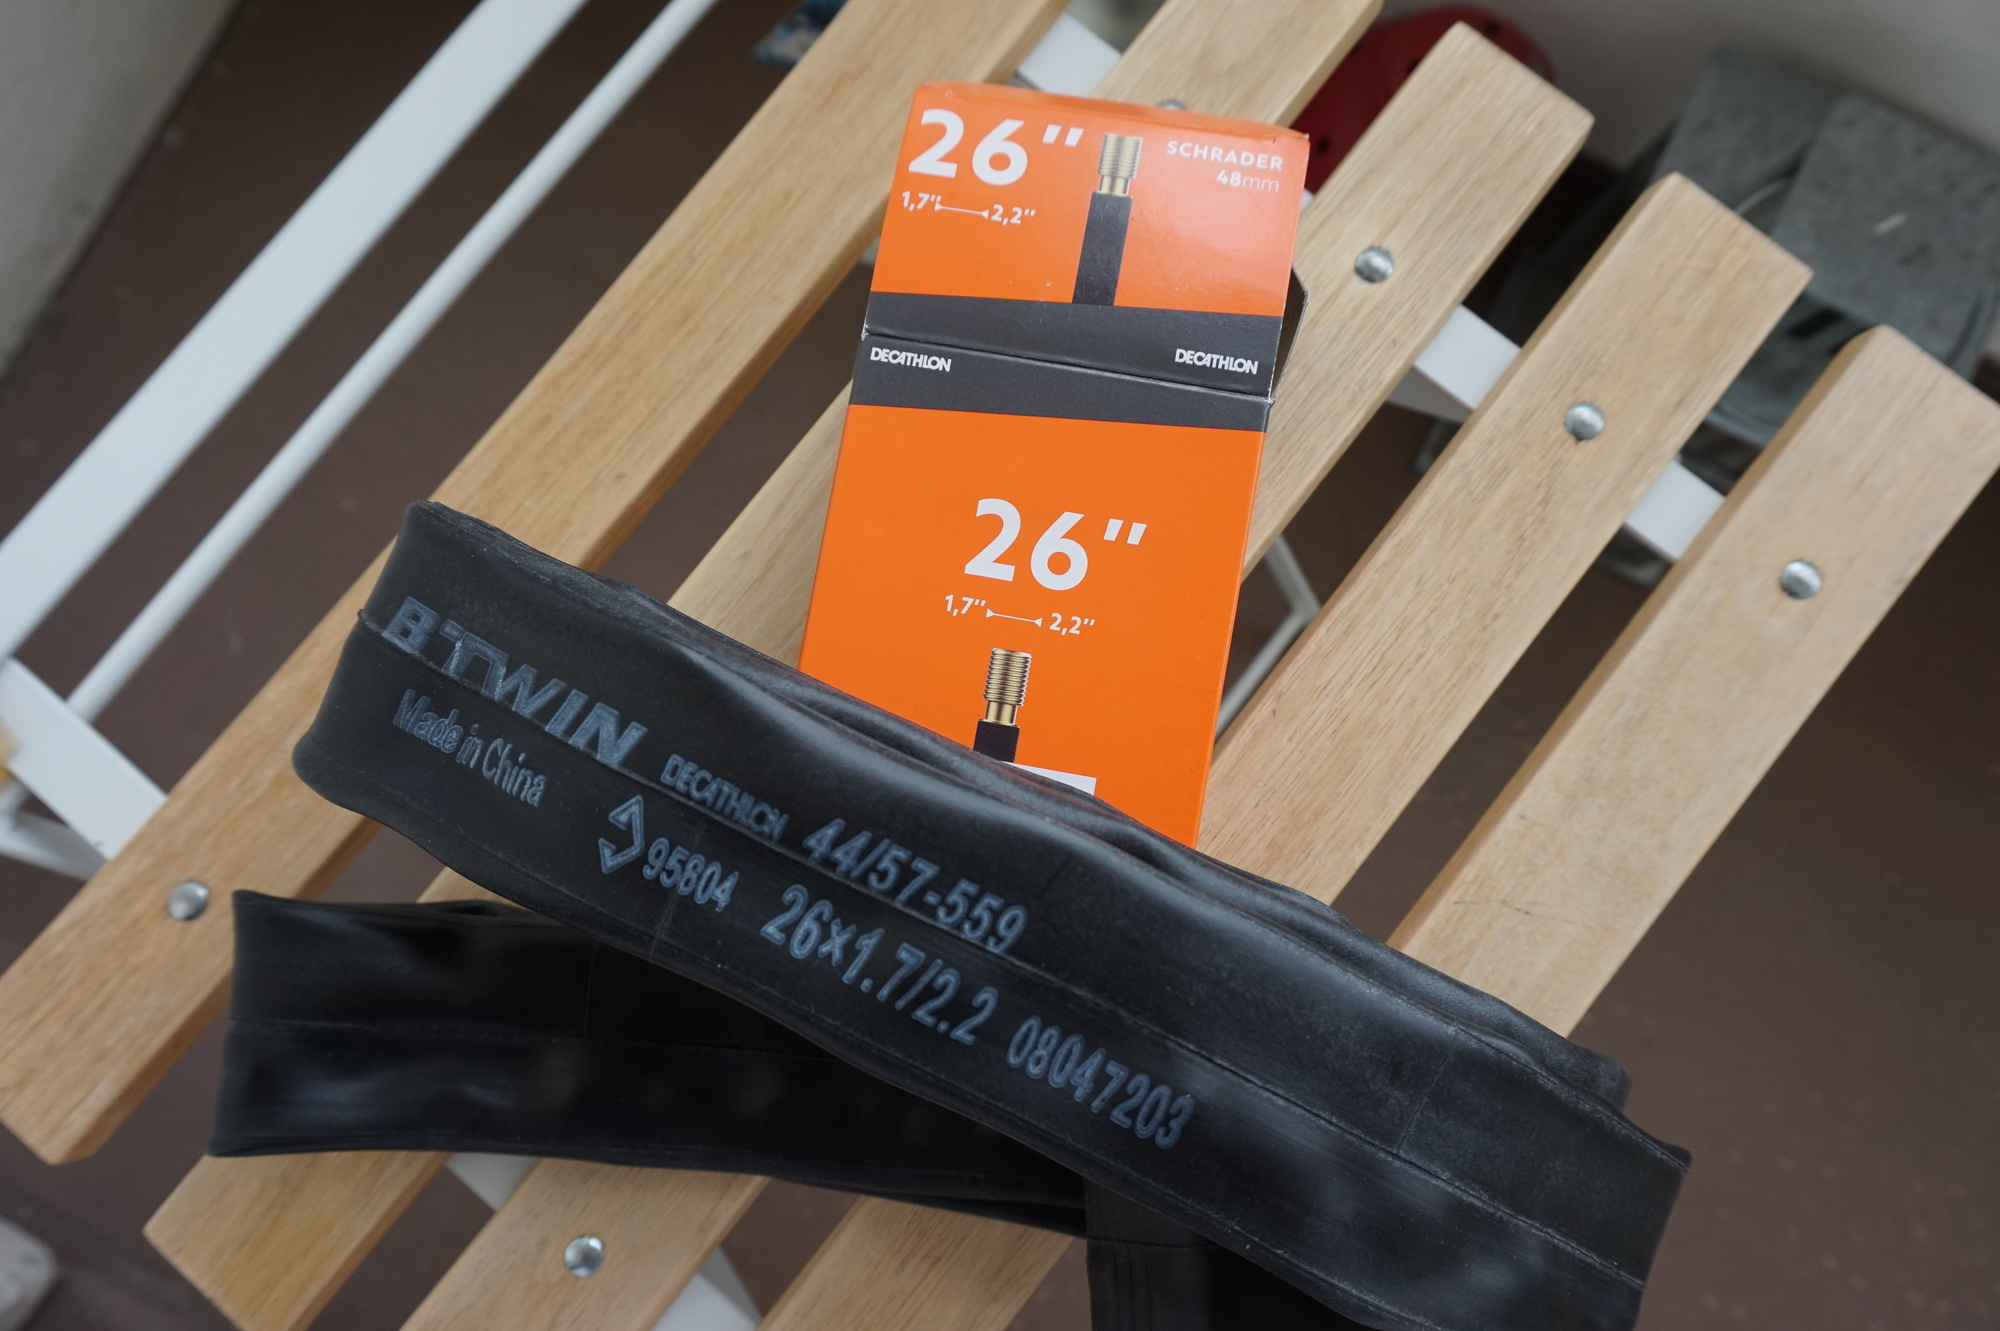 26"
SCHRADER
48mm
1,7" 2,2"
DECATHLON DECATHLON
26"
1,7" 2,2"
B'TWIN DECATHLON 44/57-559
Made in China 95804 26×1.7/2.2 08047203